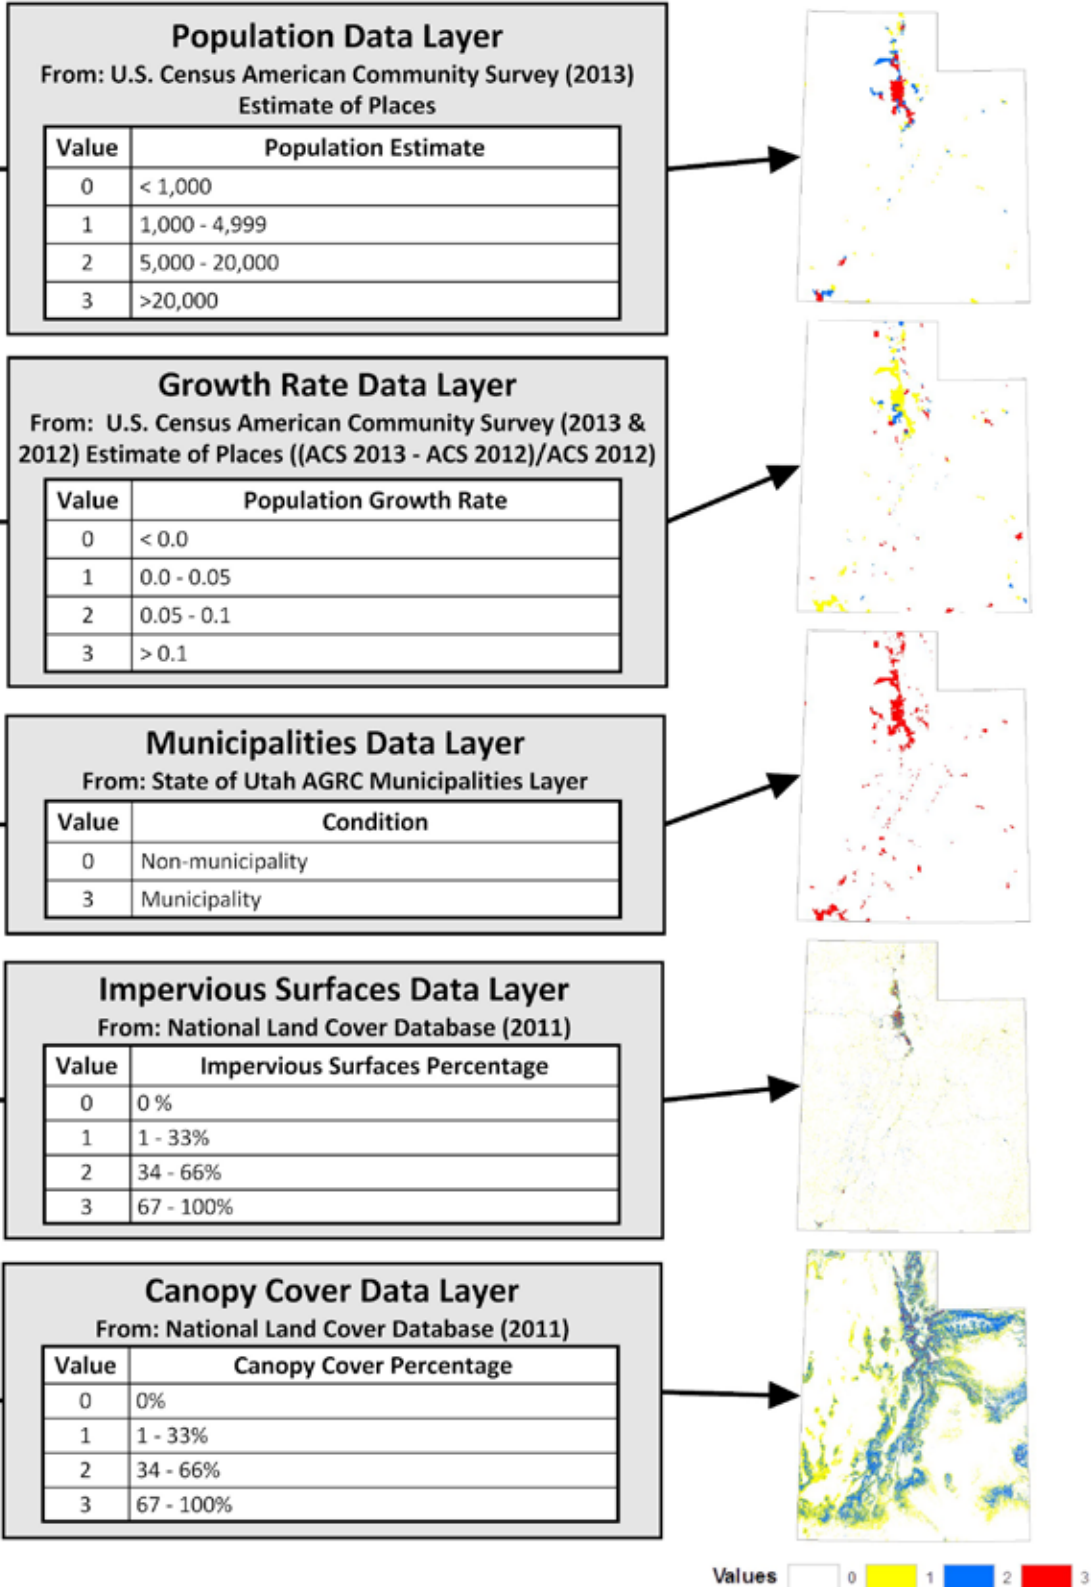 Population Data Layer
From: U.S. Census American Community Survey (2013)
Estimate of Places
Value Population Estimate
0 < 1,000
1 1,000 - 4,999
2 5,000 - 20,000
3 >20,000
Growth Rate Data Layer
From: U.S. Census American Community Survey (2013 &
2012) Estimate of Places ((ACS 2013 - ACS 2012)/ACS 2012)
Value Population Growth Rate
0 < 0.0
1 0.0 - 0.05
2 0.05 - 0.1
3 > 0.1
Municipalities Data Layer
From: State of Utah AGRC Municipalities Layer
Value Condition
0 Non-municipality
3 Municipality
Impervious Surfaces Data Layer
From: National Land Cover Database (2011)
Value Impervious Surfaces Percentage
0 0 %
1 1 - 33%
2 34 - 66%
3 67 - 100%
Canopy Cover Data Layer
From: National Land Cover Database (2011)
Value Canopy Cover Percentage
0 0%
1 1 - 33%
2 34 - 66%
3 67 - 100%
Values 0 1 2 3